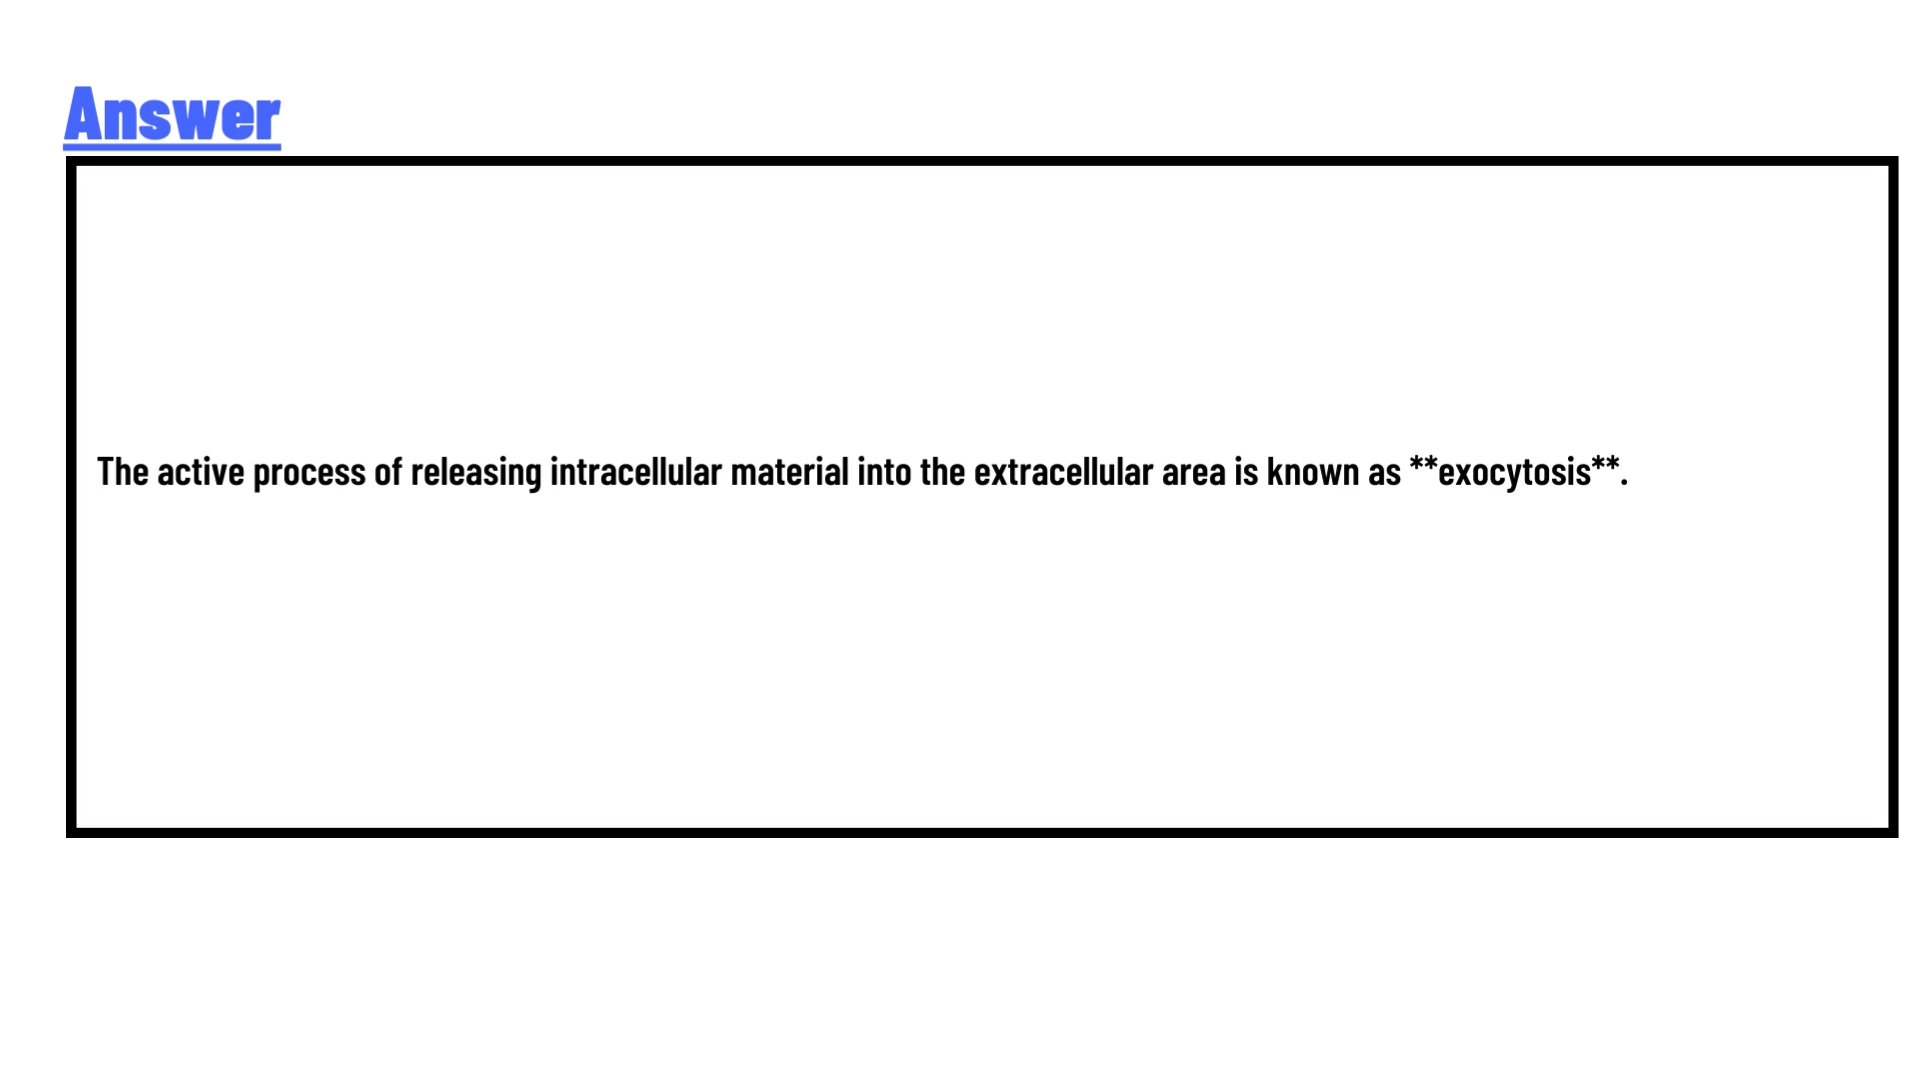 Answer
The active process of releasing intracellular material into the extracellular area is known as **exocytosis**.